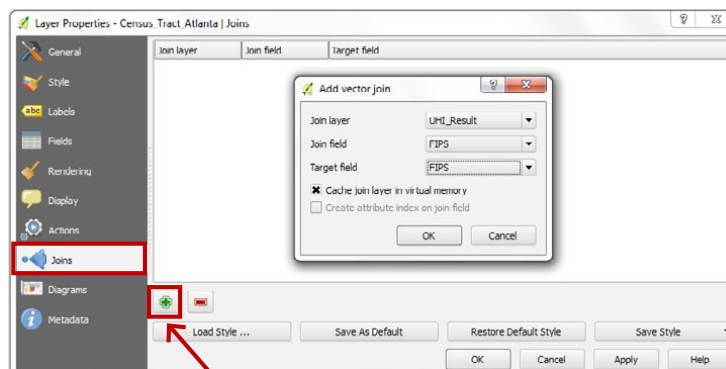 Layer Properties - Census_Tract_Atlanta | Joins
General
Style
abc Labels
Fields
Rendering
Display
Actions
Joins
Diagrams
Metadata
Join layer Join field Target field
Add vector join
Join layer UHI_Result
Join field FIPS
Target field FIPS
Cache join layer in virtual memory
Create attribute index on join field
OK Cancel
Load Style ... Save As Default Restore Default Style Save Style
OK Cancel Apply Help